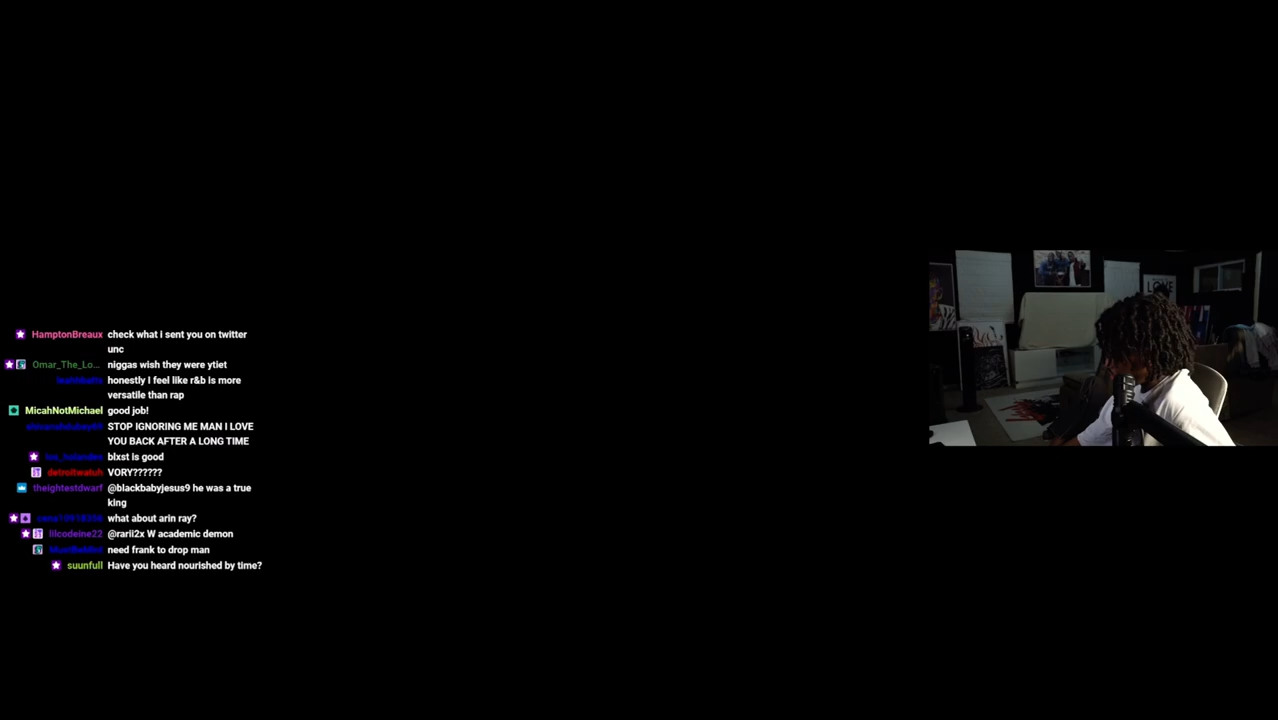 HamptonBreaux check what i sent you on twitter
unc
Omar_The_Lo... niggas wish they were ytiet
honestly I feel like r&b is more
versatile than rap
MicahNotMichael good job!
STOP IGNORING ME MAN I LOVE
YOU BACK AFTER A LONG TIME
blxst is good
detroitwatuh VORY??????
theightestdwarf @blackbabyjesus9 he was a true
king
what about arin ray?
lilcodeine22 @rarii2x W academic demon
need frank to drop man
suunfull Have you heard nourished by time?
LOVE